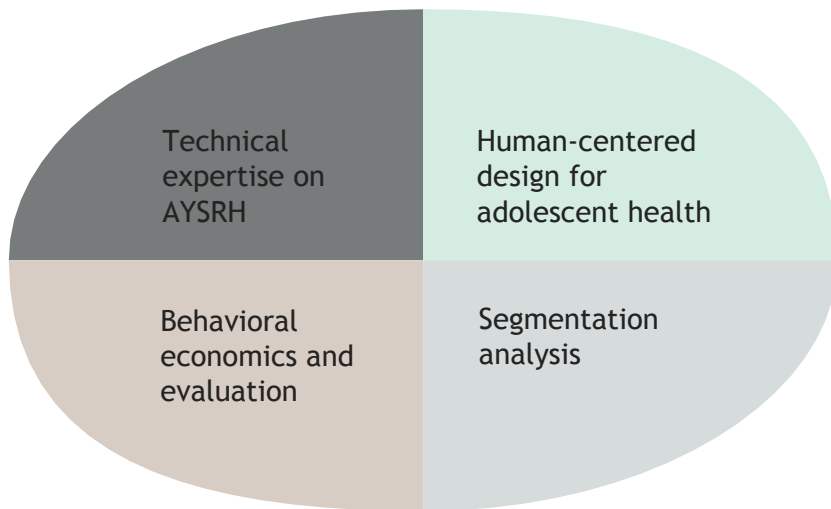 Technical
expertise on
AYSRH
Human-centered
design for
adolescent health
Behavioral
economics and
evaluation
Segmentation
analysis